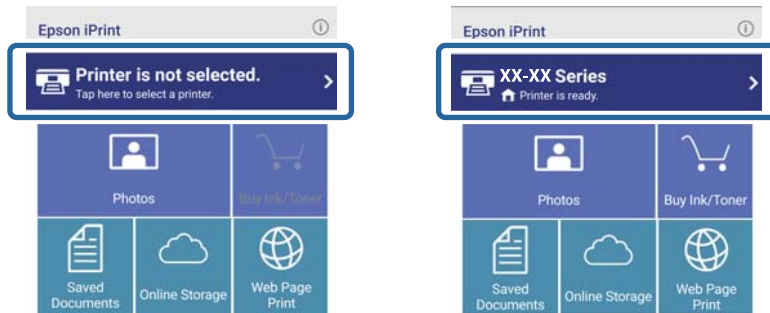 Epson iPrint
Printer is not selected.
Tap here to select a printer.
Photos
Buy Ink/Toner
Saved
Documents
Online Storage
Web Page
Print
Epson iPrint
XX-XX Series
Printer is ready.
Photos
Buy Ink/Toner
Saved
Documents
Online Storage
Web Page
Print